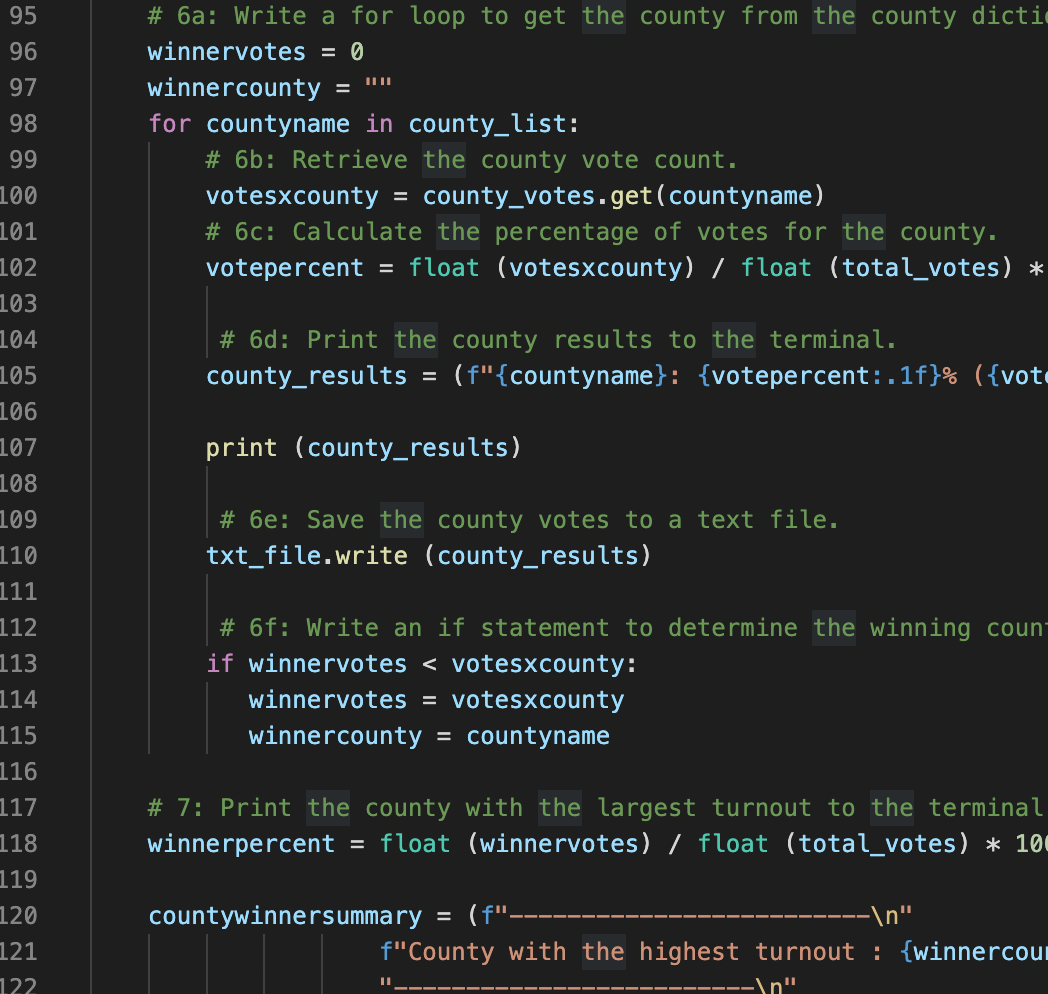 95 # 6a: Write a for loop to get the county from the county
96 winnervotes = 0
97 winnercounty = ""
98 for countyname in county_list:
99 # 6b: Retrieve the county vote count.
100 votesxcounty = county_votes.get(countyname)
101 # 6c: Calculate the percentage of votes for the county.
102 votepercent = float (votesxcounty) / float (total_votes) *
103
104 # 6d: Print the county results to the terminal.
105 county_results = (f"{countyname}: {votepercent:.1f}% (
106
107 print (county_results)
108
109 # 6e: Save the county votes to a text file.
110 txt_file.write (county_results)
111
112 # 6f: Write an if statement to determine the winning
113 if winnervotes < votesxcounty:
114 winnervotes = votesxcounty
115 winnercounty = countyname
116
117 # 7: Print the county with the largest turnout to the terminal
118 winnerpercent = float (winnervotes) / float (total_votes) *
119
120 countywinnersummary = (f"-------------------------\n"
121 f"County with the highest turnout : {
122 "-------------------------\n"